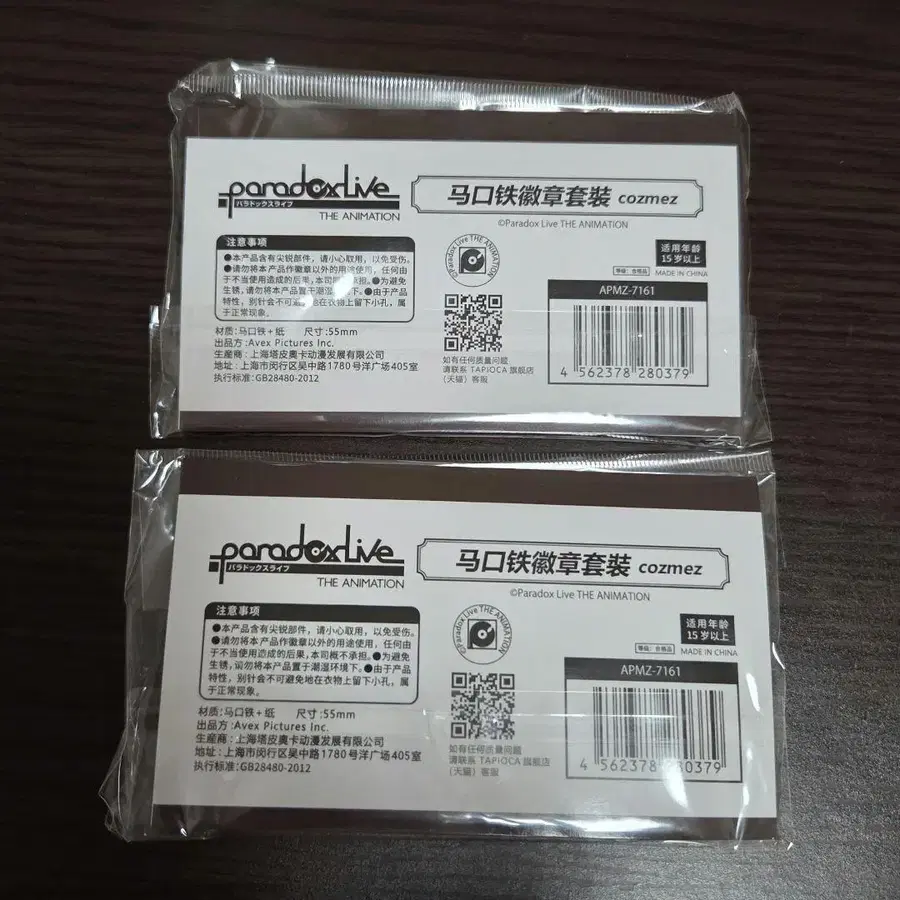 paradoxLive
パラドックスライブ
THE ANIMATION
马口铁徽章套装 cozmez
©Paradox Live THE ANIMATION
注意事项
●本产品含有尖锐部件，请小心取用，以免受伤。
●请勿将本产品作徽章以外的用途使用，任何由
于不当使用造成的后果，本司概不承担。●为避免
生锈，请勿将本产品置于潮湿环境下。●由于产品
特性，别针会不可避免地在衣物上留下小孔，属
于正常现象。
材质：马口铁+纸 尺寸：55mm
出品方：Avex Pictures Inc.
生産商：上海塔皮奥卡动漫发展有限公司
地址：上海市闵行区吴中路1780号洋广场405室
执行标准：GB28480-2012
©Paradox Live THE ANIMATION
如有任何质量问题
请联系 TAPIOCA 旗舰店
(天猫) 客服
适用年龄
15岁以上
等级：合格品
MADE IN CHINA
APMZ-7161
4 562378 280379
paradoxLive
パラドックスライブ
THE ANIMATION
马口铁徽章套装 cozmez
©Paradox Live THE ANIMATION
注意事项
●本产品含有尖锐部件，请小心取用，以免受伤。
●请勿将本产品作徽章以外的用途使用，任何由
于不当使用造成的后果，本司概不承担。●为避免
生锈，请勿将本产品置于潮湿环境下。●由于产品
特性，别针会不可避免地在衣物上留下小孔，属
于正常现象。
材质：马口铁+纸 尺寸：55mm
出品方：Avex Pictures Inc.
生産商：上海塔皮奥卡动漫发展有限公司
地址：上海市闵行区吴中路1780号洋广场405室
执行标准：GB28480-2012
©Paradox Live THE ANIMATION
如有任何质量问题
请联系 TAPIOCA 旗舰店
(天猫) 客服
适用年龄
15岁以上
等级：合格品
MADE IN CHINA
APMZ-7161
4 562378 280379